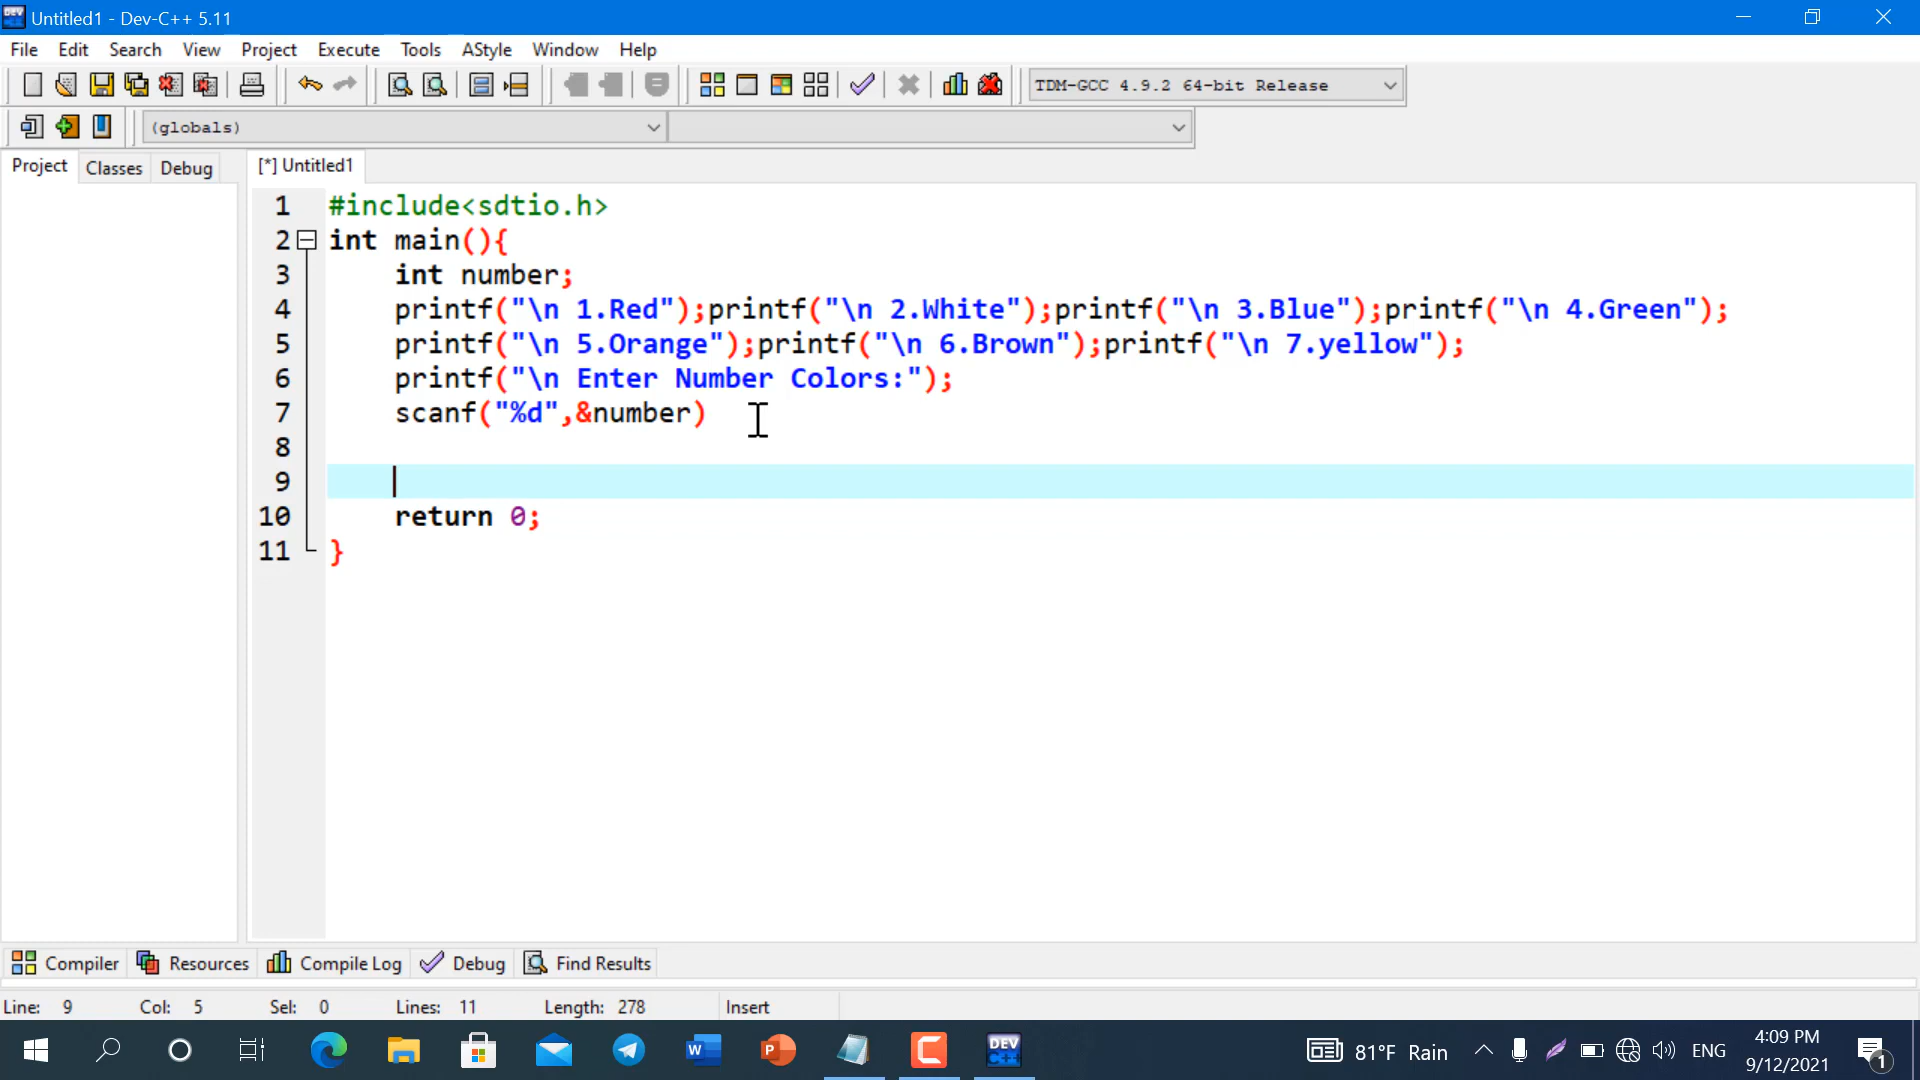 Untitled1 - Dev-C++ 5.11
File Edit Search View Project Execute Tools AStyle Window Help
TDM-GCC 4.9.2 64-bit Release
(globals)
Project Classes Debug [*] Untitled1
1 #include<sdtio.h>
2 int main(){
3 int number;
4 printf("\n 1.Red");printf("\n 2.White");printf("\n 3.Blue");printf("\n 4.Green");
5 printf("\n 5.Orange");printf("\n 6.Brown");printf("\n 7.yellow");
6 printf("\n Enter Number Colors:");
7 scanf("%d",&number)
8
9
10 return 0;
11 }
Compiler Resources Compile Log Debug Find Results
Line: 9 Col: 5 Sel: 0 Lines: 11 Length: 278 Insert
81°F Rain ENG 4:09 PM
9/12/2021 1